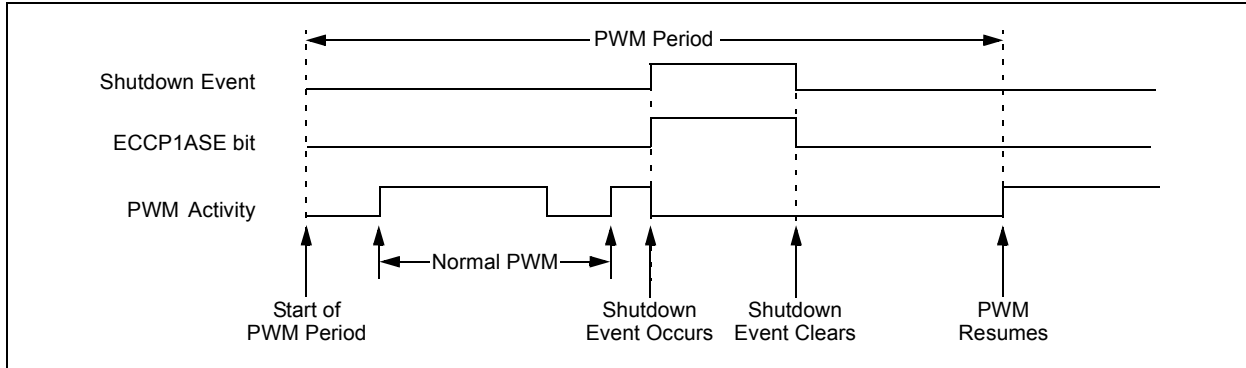 PWM Period
Shutdown Event
ECCP1ASE bit
PWM Activity
Normal PWM
Start of
PWM Period
Shutdown
Event Occurs
Shutdown
Event Clears
PWM
Resumes